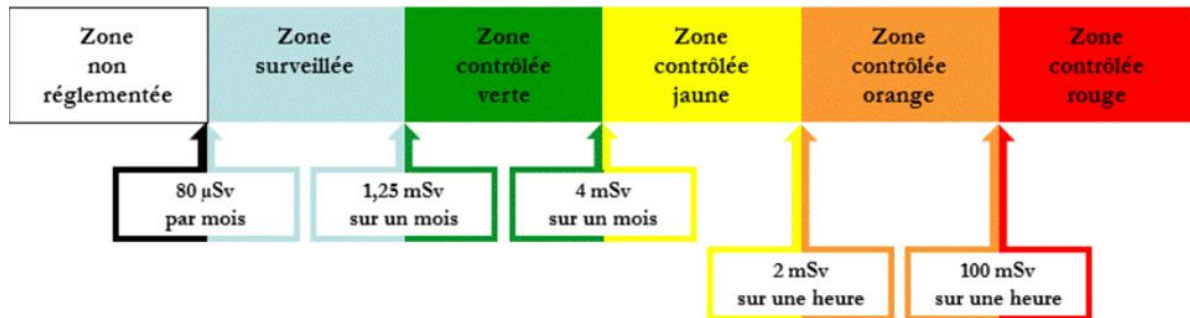 Zone
non
réglementée
Zone
surveillée
Zone
contrôlée
verte
Zone
contrôlée
jaune
Zone
contrôlée
orange
Zone
contrôlée
rouge
80 µSv
par mois
1,25 mSv
sur un mois
4 mSv
sur un mois
2 mSv
sur une heure
100 mSv
sur une heure